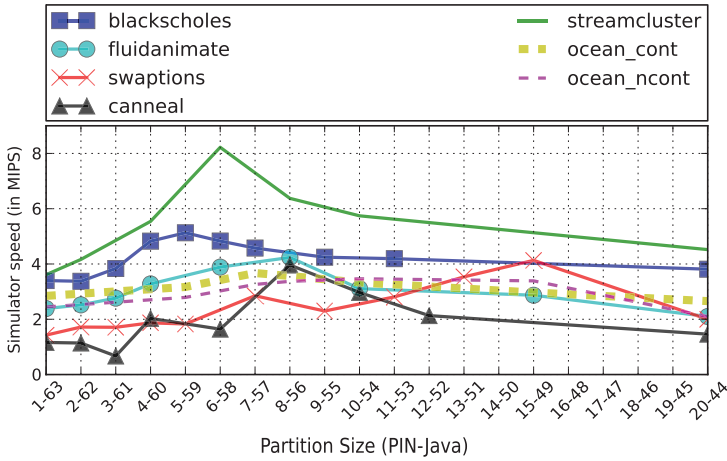 blackscholes
fluidanimate
swaptions
canneal
streamcluster
ocean_cont
ocean_ncont
Simulator speed (in MIPS)
8
6
4
2
0
1-63 2-62 3-61 4-60 5-59 6-58 7-57 8-56 9-55 10-54 11-53 12-52 13-51 14-50 15-49 16-48 17-47 18-46 19-45 20-44
Partition Size (PIN-Java)